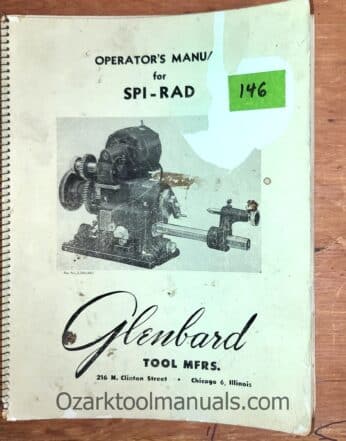 OPERATOR'S MANU
for
SPI-RAD
146
Glenbard
TOOL MFRS.
216 N. Clinton Street • Chicago 6, Illinois
Ozarktoolmanuals.com